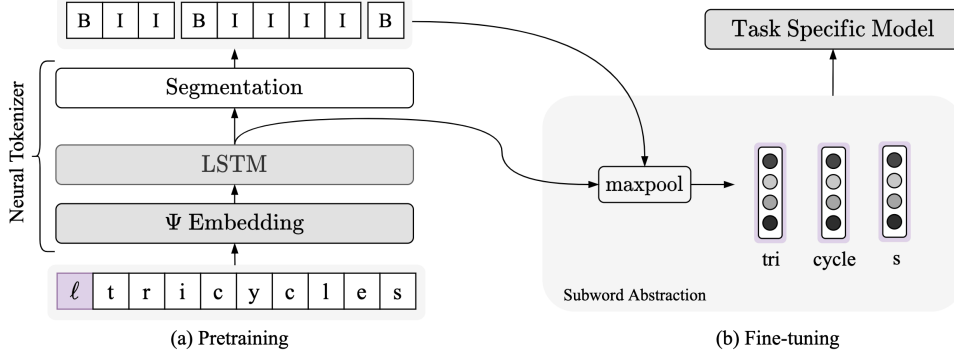 B I I B I I I I B
Segmentation
LSTM
Ψ Embedding
Neural Tokenizer
ℓ t r i c y c l e s
(a) Pretraining
Task Specific Model
maxpool
tri cycle s
Subword Abstraction
(b) Fine-tuning